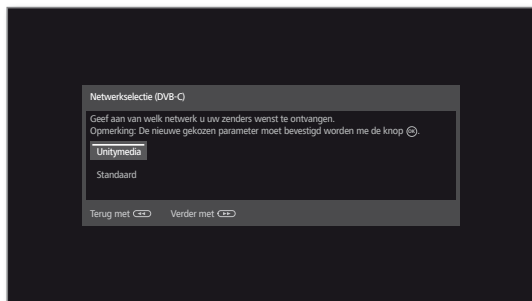 Netwerkselectie (DVB-C)
Geef aan van welk netwerk u uw zenders wenst te ontvangen.
Opmerking: De nieuwe gekozen parameter moet bevestigd worden me de knop OK.
Unitymedia
Standaard
Terug met ◄◄ Verder met ►►